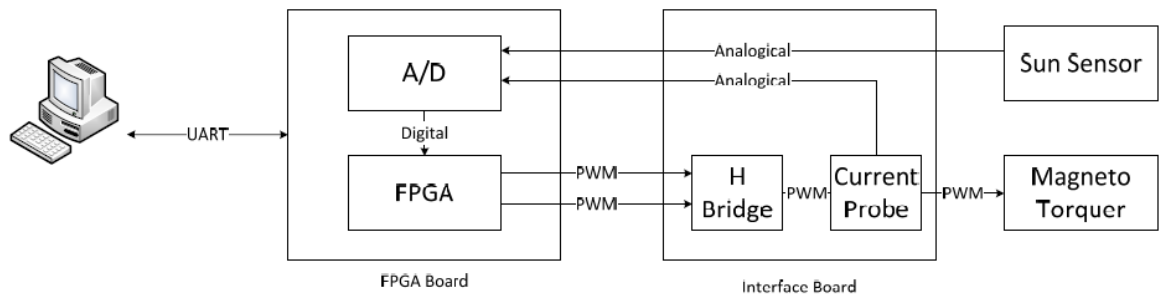 Analogical
A/D
Sun Sensor
Analogical
UART
Digital
PWM
FPGA
H
Bridge
PWM
Current
Probe
PWM
Magneto
Torquer
PWM
FPGA Board
Interface Board